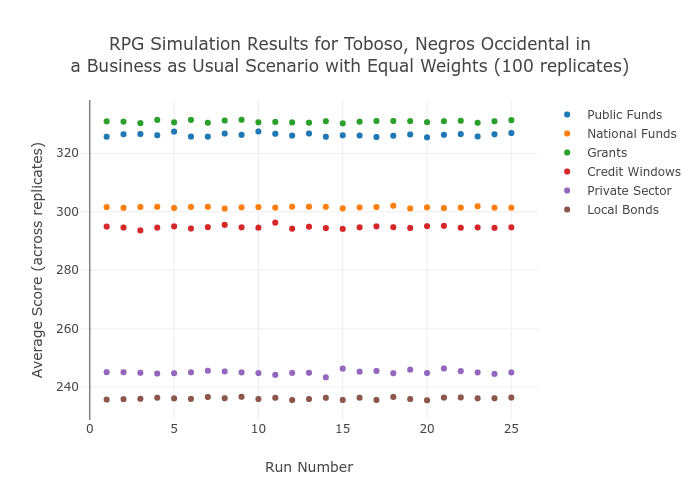 RPG Simulation Results for Toboso, Negros Occidental in
a Business as Usual Scenario with Equal Weights (100 replicates)
Public Funds
National Funds
Grants
Credit Windows
Private Sector
Local Bonds
Average Score (across replicates)
320
300
280
260
240
0
5
10
15
20
25
Run Number